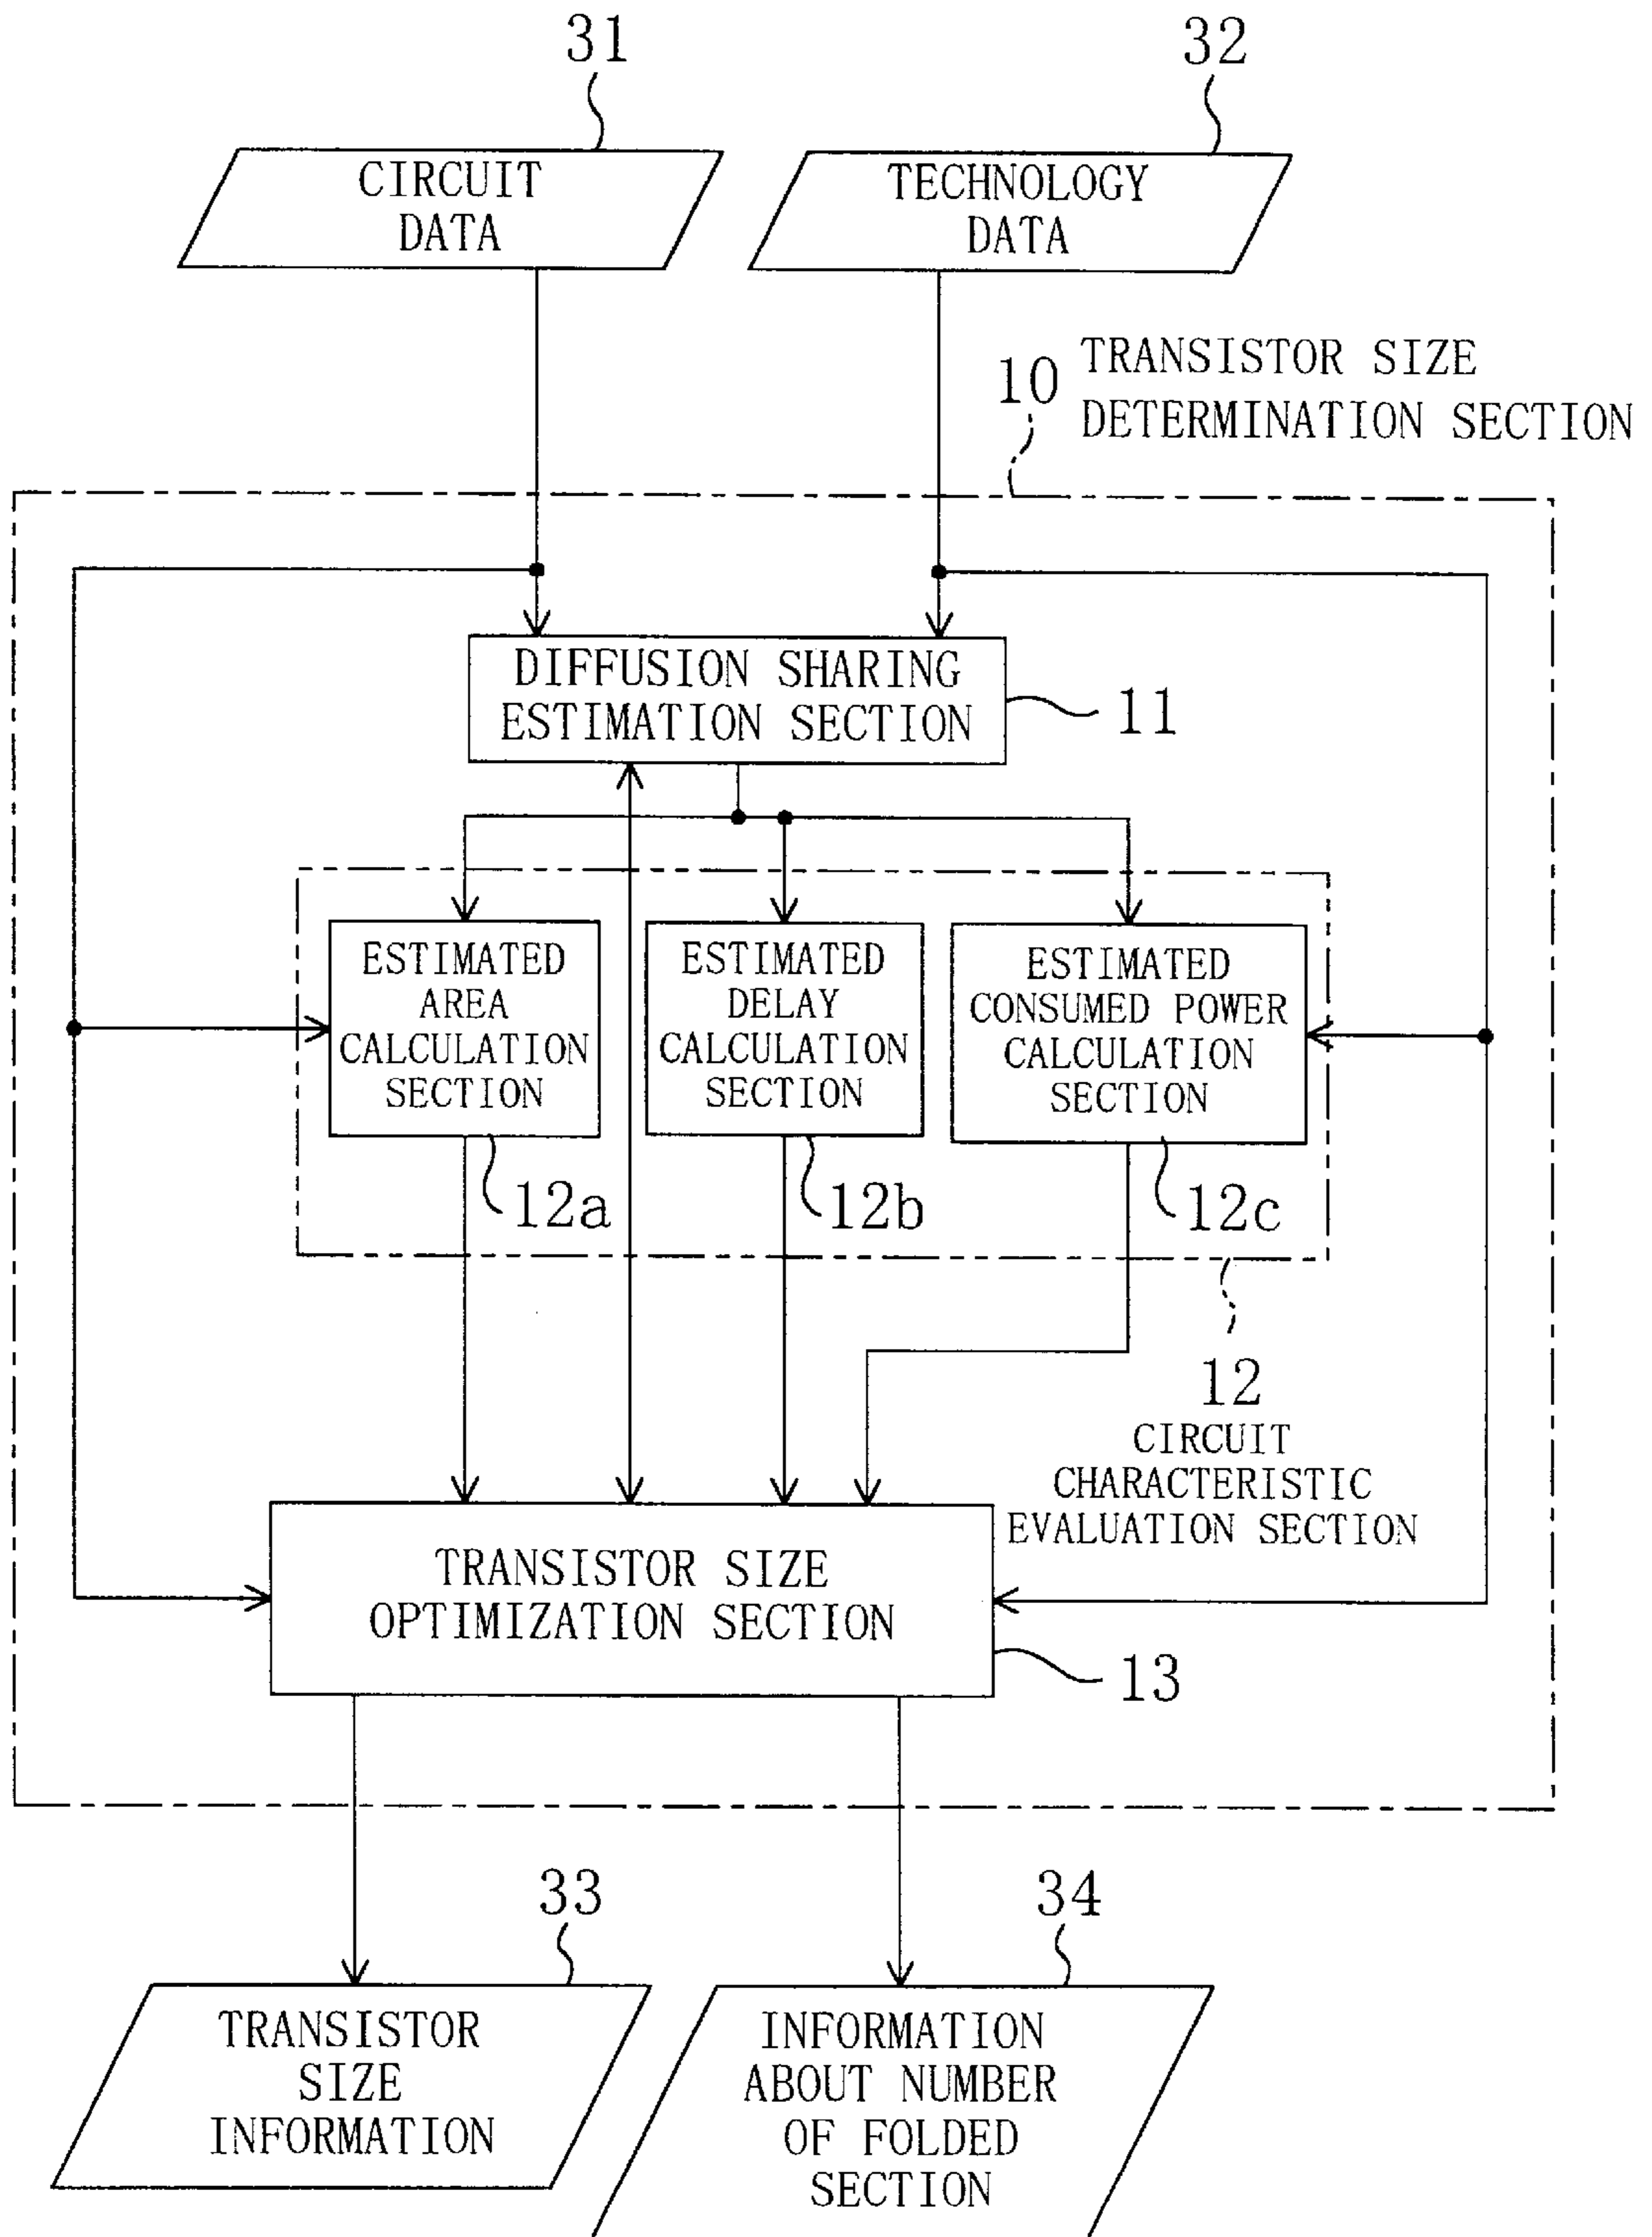 31
32
CIRCUIT
DATA
TECHNOLOGY
DATA
10
TRANSISTOR SIZE
DETERMINATION SECTION
DIFFUSION SHARING
ESTIMATION SECTION
11
ESTIMATED
AREA
CALCULATION
SECTION
ESTIMATED
DELAY
CALCULATION
SECTION
ESTIMATED
CONSUMED POWER
CALCULATION
SECTION
12a
12b
12c
12
CIRCUIT
CHARACTERISTIC
EVALUATION SECTION
TRANSISTOR SIZE
OPTIMIZATION SECTION
13
33
34
TRANSISTOR
SIZE
INFORMATION
INFORMATION
ABOUT NUMBER
OF FOLDED
SECTION